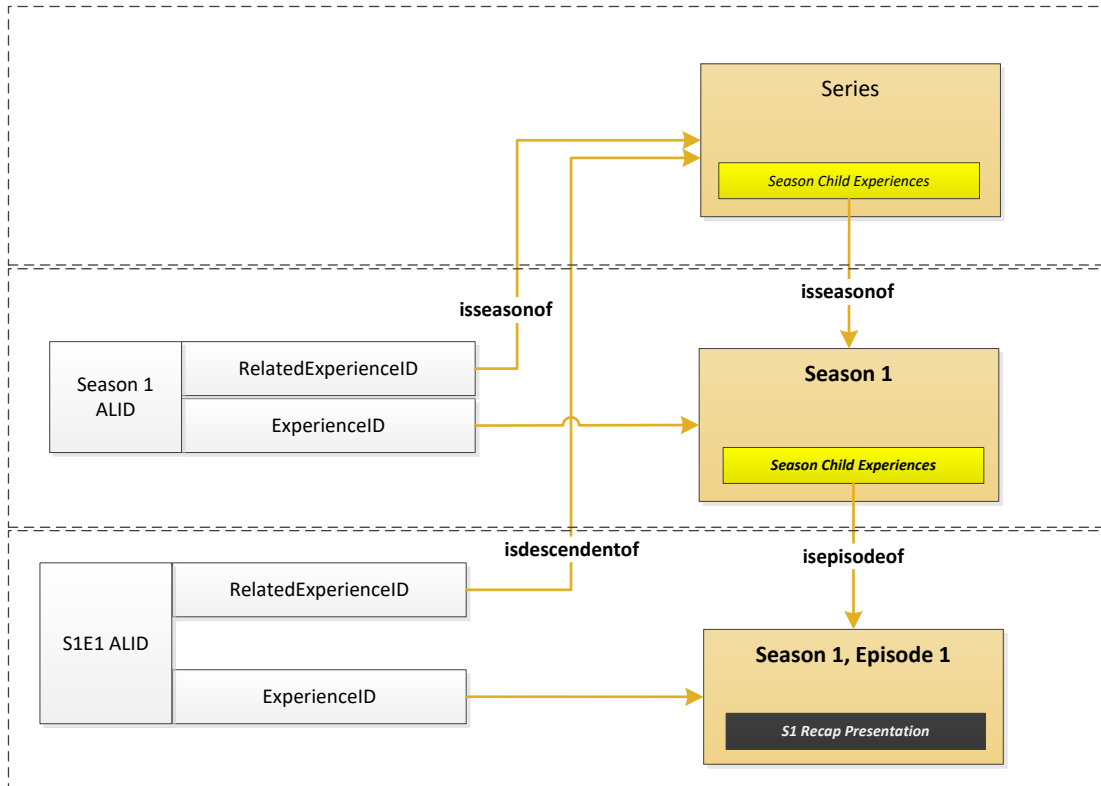 Series
Season Child Experiences
isseasonof
isseasonof
Season 1
ALID
RelatedExperienceID
ExperienceID
Season 1
Season Child Experiences
isdescendentof
isepisodeof
S1E1 ALID
RelatedExperienceID
ExperienceID
Season 1, Episode 1
S1 Recap Presentation